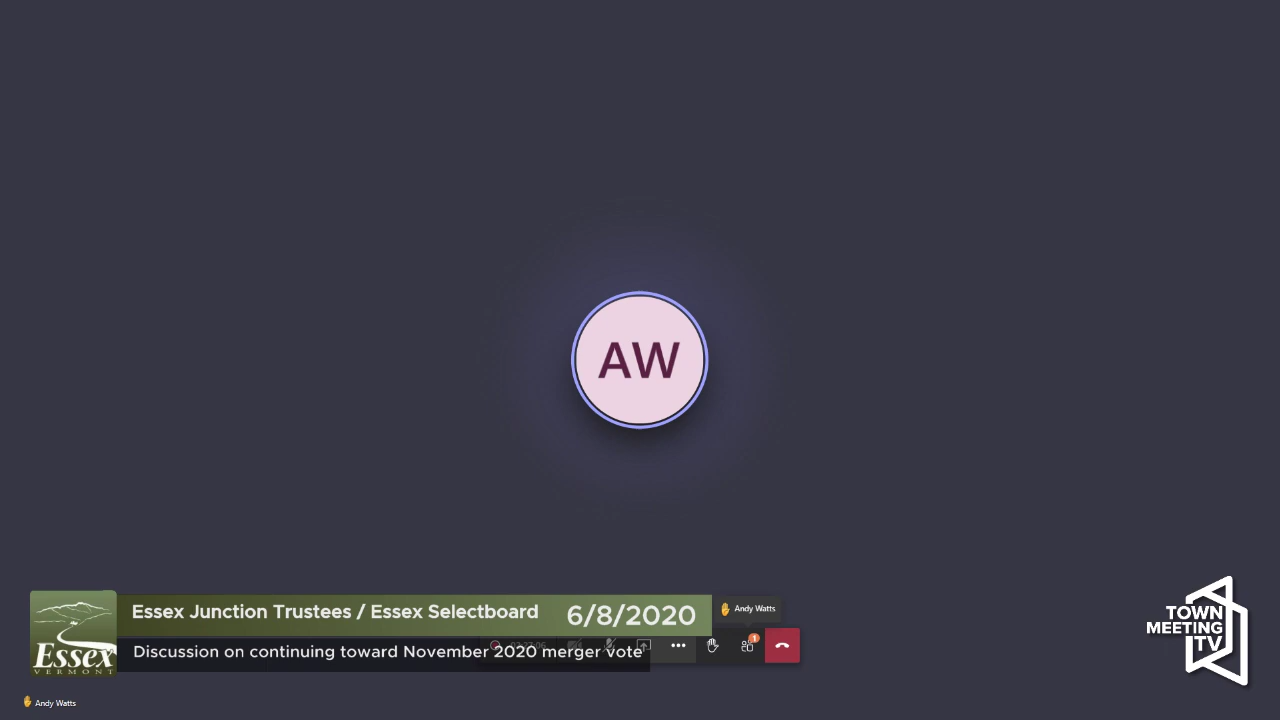 AW
Essex Junction Trustees / Essex Selectboard 6/8/2020
Andy Watts
1
Discussion on continuing toward November 2020 merger vote
Essex
VERMONT
TOWN
MEETING
TV
Andy Watts